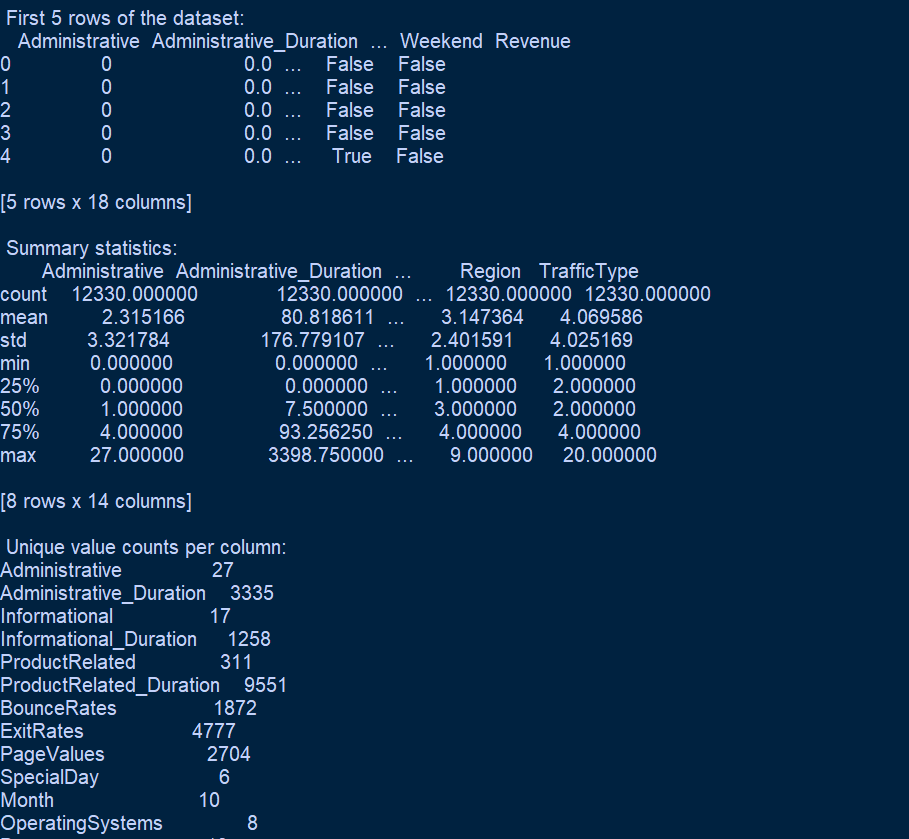 First 5 rows of the dataset:
Administrative Administrative_Duration ... Weekend Revenue
0 0 0.0 ... False False
1 0 0.0 ... False False
2 0 0.0 ... False False
3 0 0.0 ... False False
4 0 0.0 ... True False
[5 rows x 18 columns]
Summary statistics:
Administrative Administrative_Duration ... Region TrafficType
count 12330.000000 12330.000000 ... 12330.000000 12330.000000
mean 2.315166 80.818611 ... 3.147364 4.069586
std 3.321784 176.779107 ... 2.401591 4.025169
min 0.000000 0.000000 ... 1.000000 1.000000
25% 0.000000 0.000000 ... 1.000000 2.000000
50% 1.000000 7.500000 ... 3.000000 2.000000
75% 4.000000 93.256250 ... 4.000000 4.000000
max 27.000000 3398.750000 ... 9.000000 20.000000
[8 rows x 14 columns]
Unique value counts per column:
Administrative 27
Administrative_Duration 3335
Informational 17
Informational_Duration 1258
ProductRelated 311
ProductRelated_Duration 9551
BounceRates 1872
ExitRates 4777
PageValues 2704
SpecialDay 6
Month 10
OperatingSystems 8